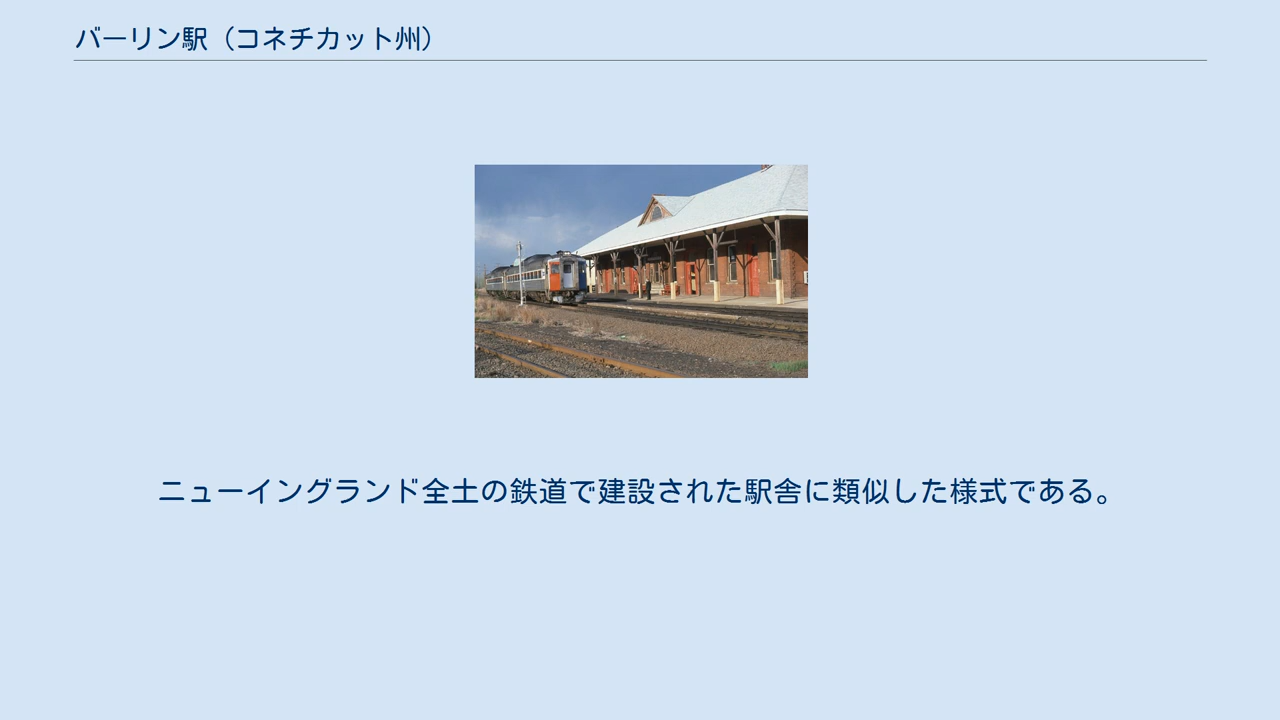 バーリン駅（コネチカット州）
ニューイングランド全土の鉄道で建設された駅舎に類似した様式である。